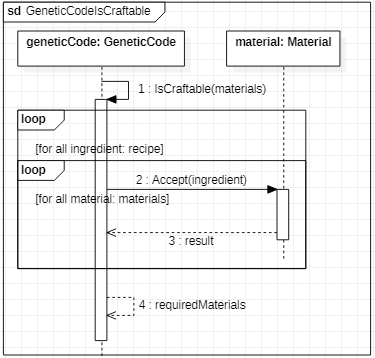 sd GeneticCodeIsCraftable
geneticCode: GeneticCode
material: Material
1 : IsCraftable(materials)
loop
[for all ingredient: recipe]
loop
2 : Accept(ingredient)
[for all material: materials]
3 : result
4 : requiredMaterials